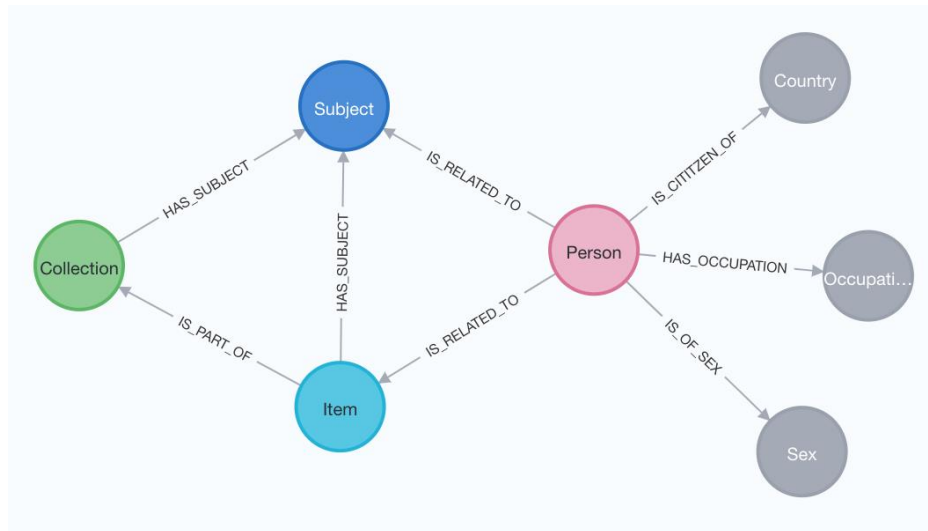 Country
Subject
IS_RELATED_TO
IS_CITITZEN_OF
HAS_SUBJECT
HAS_SUBJECT
Person
HAS_OCCUPATION
Collection
Occupati...
IS_PART_OF
IS_RELATED_TO
IS_OF_SEX
Item
Sex